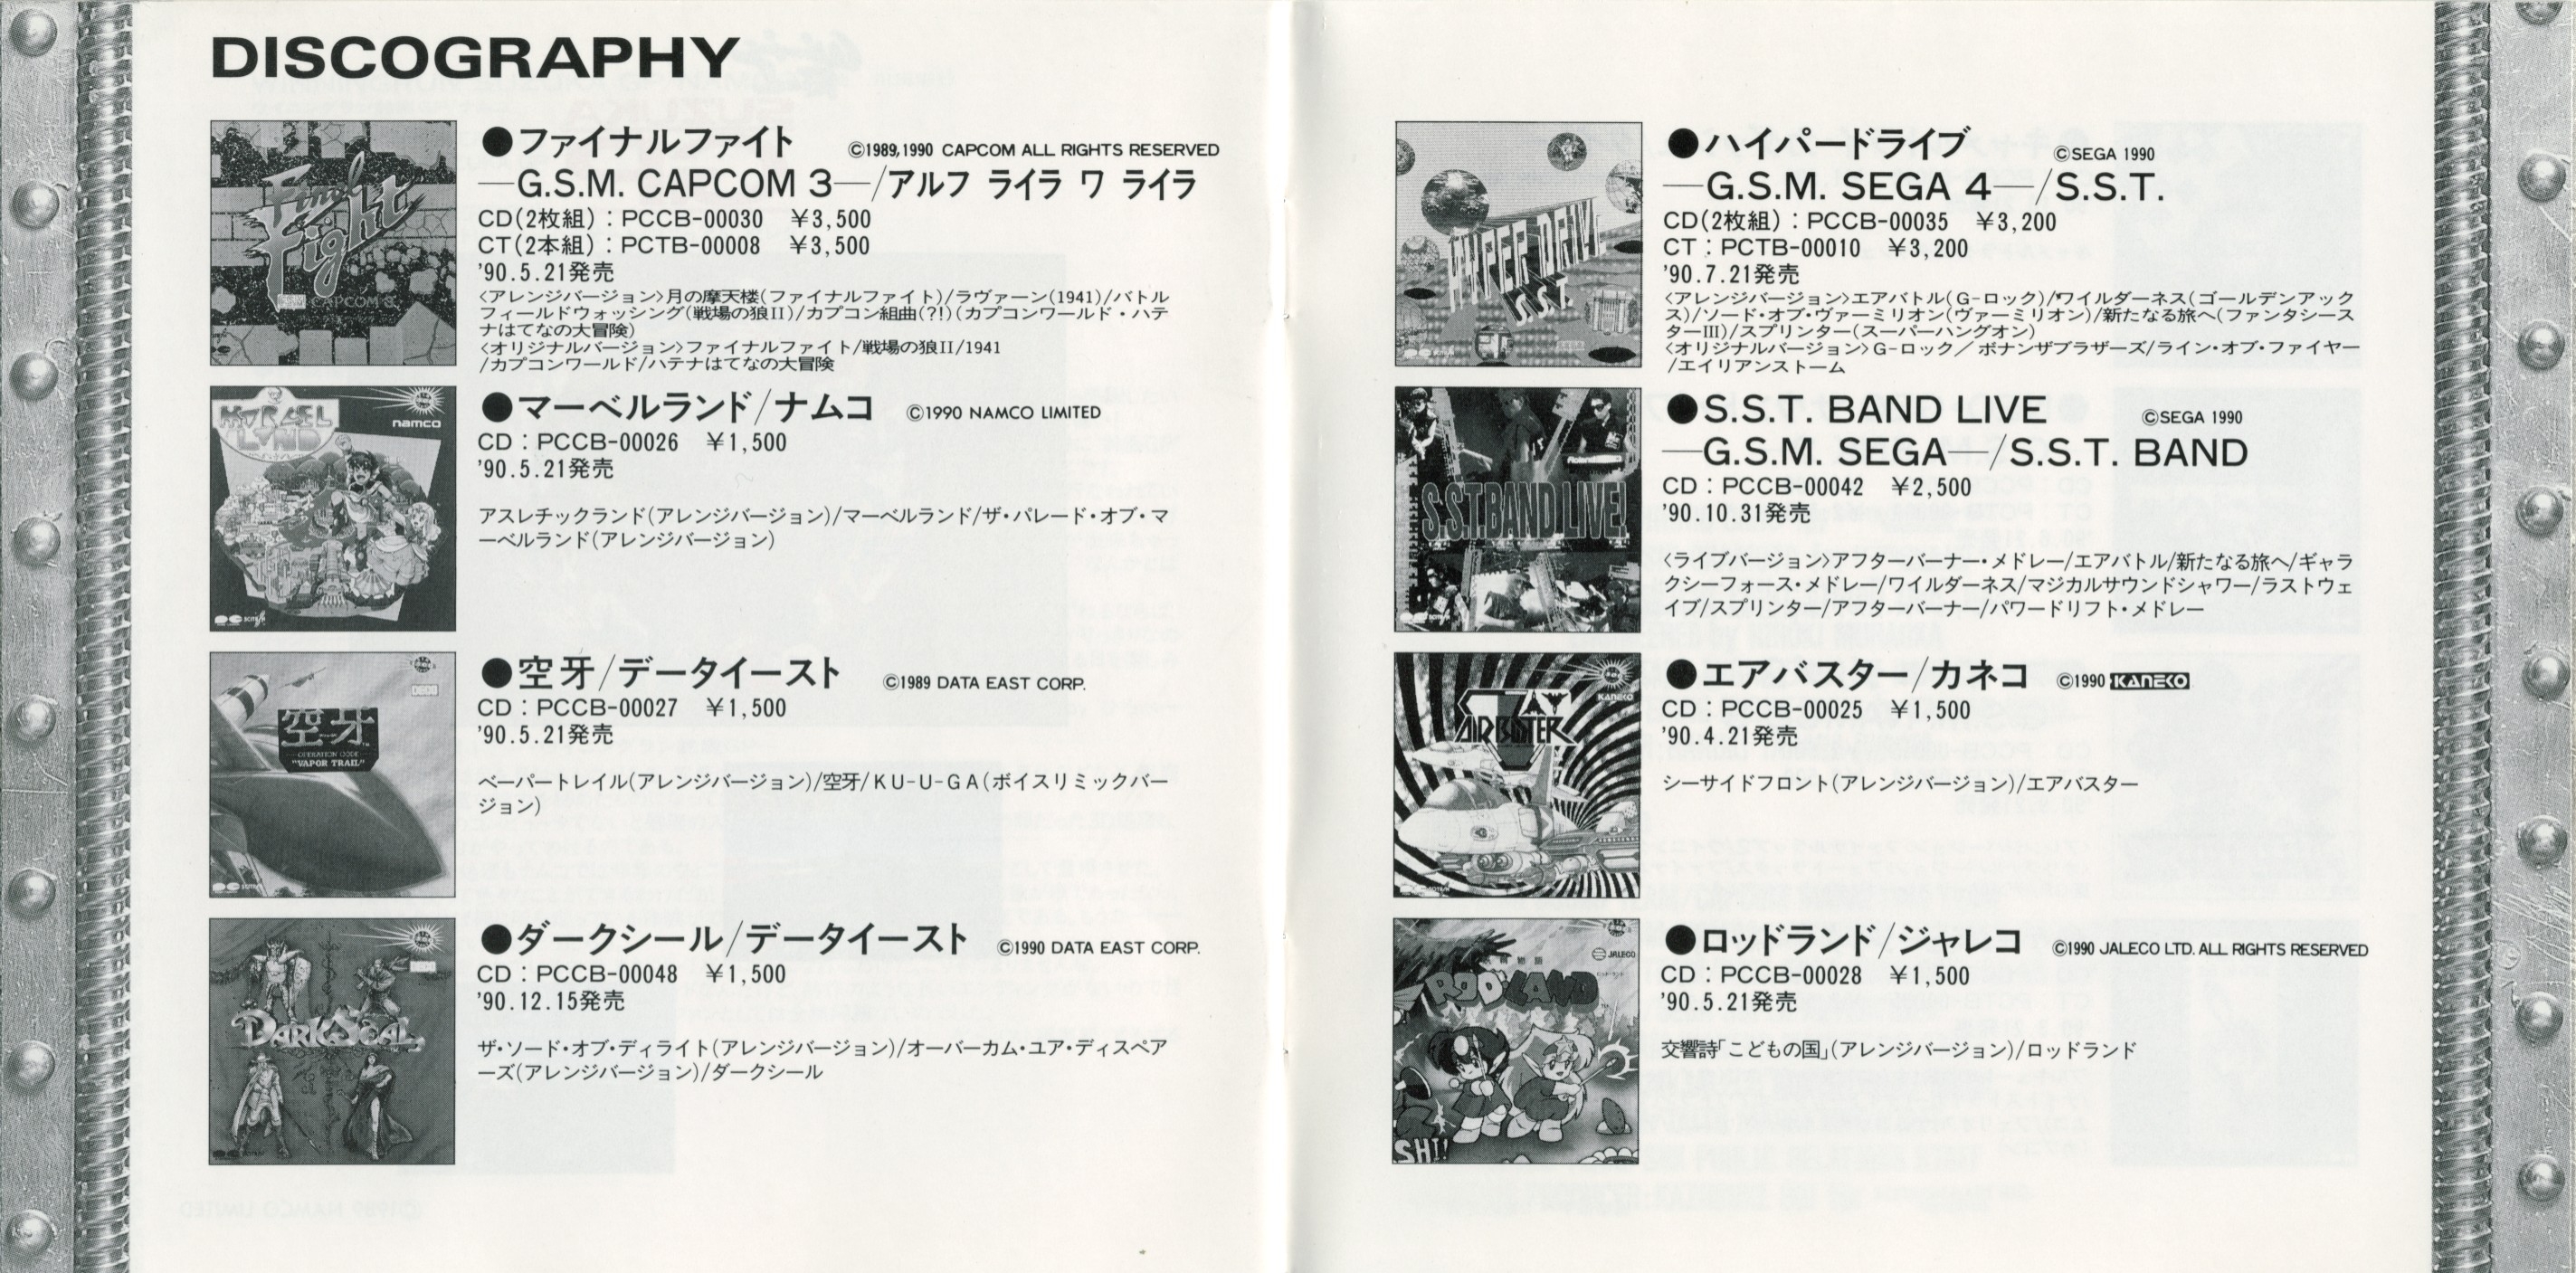 DISCOGRAPHY
Final Fight
CAPCOM 3
●ファイナルファイト ©1989,1990 CAPCOM ALL RIGHTS RESERVED
—G.S.M. CAPCOM 3—/アルフ ライラ ワ ライラ
CD(2枚組)：PCCB-00030 ¥3,500
CT(2本組)：PCTB-00008 ¥3,500
'90.5.21発売
〈アレンジバージョン〉月の摩天楼(ファイナルファイト)/ラヴァーン(1941)/バトル
フィールドウォッシング(戦場の狼II)/カプコン組曲(?!)(カプコンワールド・ハテ
ナはてなの大冒険)
〈オリジナルバージョン〉ファイナルファイト/戦場の狼II/1941
/カプコンワールド/ハテナはてなの大冒険
MARVEL LAND
namco
●マーベルランド/ナムコ ©1990 NAMCO LIMITED
CD：PCCB-00026 ¥1,500
'90.5.21発売
アスレチックランド(アレンジバージョン)/マーベルランド/ザ・パレード・オブ・マ
ーベルランド(アレンジバージョン)
DECO
空牙
OPERATION CODE
"VAPOR TRAIL"
●空牙/データイースト ©1989 DATA EAST CORP.
CD：PCCB-00027 ¥1,500
'90.5.21発売
ベーパートレイル(アレンジバージョン)/空牙/KU-U-GA(ボイスリミックバー
ジョン)
DECO
DARK SEAL
●ダークシール/データイースト ©1990 DATA EAST CORP.
CD：PCCB-00048 ¥1,500
'90.12.15発売
ザ・ソード・オブ・ディライト(アレンジバージョン)/オーバーカム・ユア・ディスペア
ーズ(アレンジバージョン)/ダークシール
HYPER DRIVE
S.S.T.
●ハイパードライブ ©SEGA 1990
—G.S.M. SEGA 4—/S.S.T.
CD(2枚組)：PCCB-00035 ¥3,200
CT：PCTB-00010 ¥3,200
'90.7.21発売
〈アレンジバージョン〉エアバトル(G-ロック)/ワイルダーネス(ゴールデンアック
ス)/ソード・オブ・ヴァーミリオン(ヴァーミリオン)/新たなる旅へ(ファンタシース
ターIII)/スプリンター(スーパーハングオン)
〈オリジナルバージョン〉G-ロック/ボナンザブラザーズ/ライン・オブ・ファイヤー
/エイリアンストーム
S.S.T.BAND LIVE!
●S.S.T. BAND LIVE ©SEGA 1990
—G.S.M. SEGA—/S.S.T. BAND
CD：PCCB-00042 ¥2,500
'90.10.31発売
〈ライブバージョン〉アフターバーナー・メドレー/エアバトル/新たなる旅へ/ギャラ
クシーフォース・メドレー/ワイルダーネス/マジカルサウンドシャワー/ラストウェ
イブ/スプリンター/アフターバーナー/パワードリフト・メドレー
KANEKO
AIR BUSTER
●エアバスター/カネコ ©1990 KANEKO
CD：PCCB-00025 ¥1,500
'90.4.21発売
シーサイドフロント(アレンジバージョン)/エアバスター
JALECO
ROD-LAND
SHI!
●ロッドランド/ジャレコ ©1990 JALECO LTD. ALL RIGHTS RESERVED
CD：PCCB-00028 ¥1,500
'90.5.21発売
交響詩「こどもの国」(アレンジバージョン)/ロッドランド